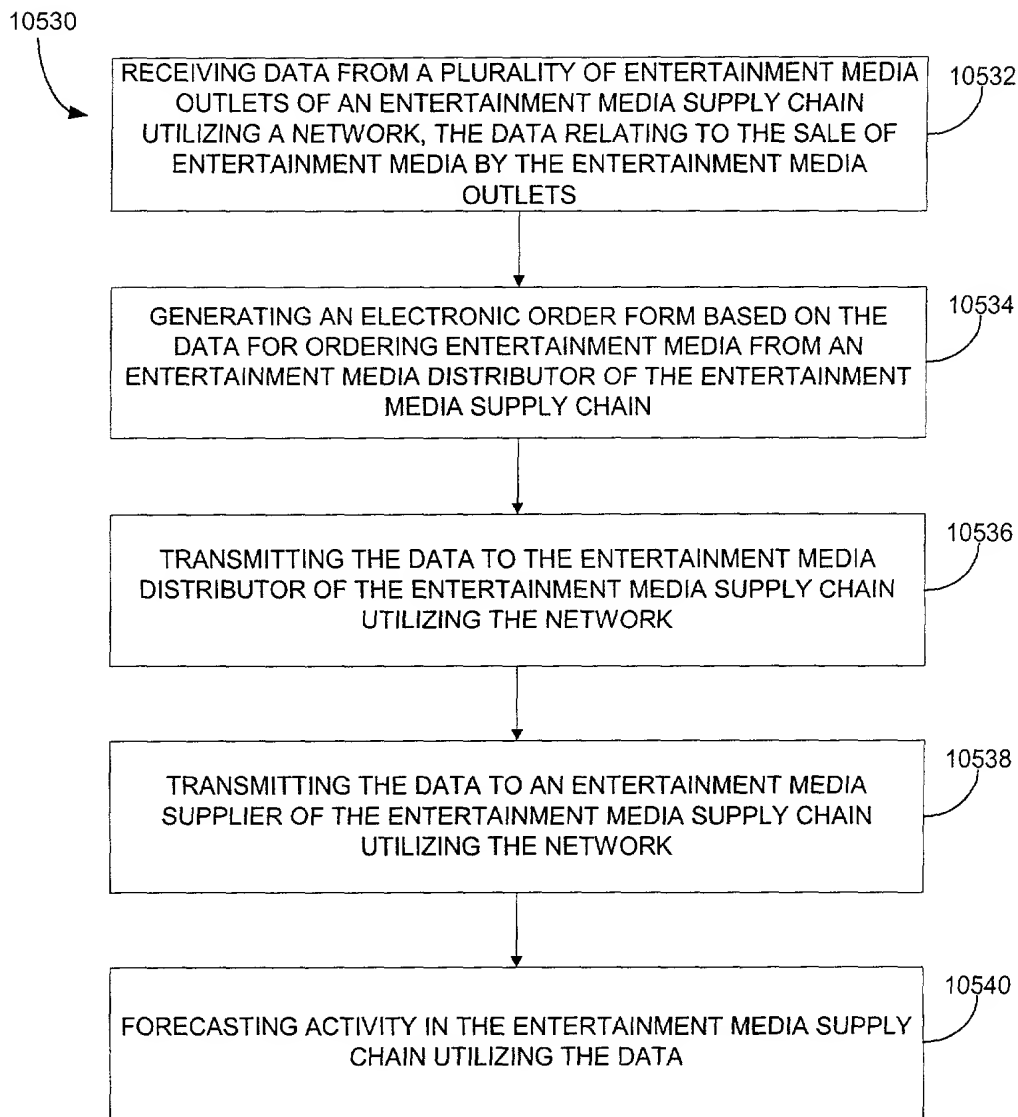 10530
RECEIVING DATA FROM A PLURALITY OF ENTERTAINMENT MEDIA
OUTLETS OF AN ENTERTAINMENT MEDIA SUPPLY CHAIN
UTILIZING A NETWORK, THE DATA RELATING TO THE SALE OF
ENTERTAINMENT MEDIA BY THE ENTERTAINMENT MEDIA
OUTLETS
10532
GENERATING AN ELECTRONIC ORDER FORM BASED ON THE
DATA FOR ORDERING ENTERTAINMENT MEDIA FROM AN
ENTERTAINMENT MEDIA DISTRIBUTOR OF THE ENTERTAINMENT
MEDIA SUPPLY CHAIN
10534
TRANSMITTING THE DATA TO THE ENTERTAINMENT MEDIA
DISTRIBUTOR OF THE ENTERTAINMENT MEDIA SUPPLY CHAIN
UTILIZING THE NETWORK
10536
TRANSMITTING THE DATA TO AN ENTERTAINMENT MEDIA
SUPPLIER OF THE ENTERTAINMENT MEDIA SUPPLY CHAIN
UTILIZING THE NETWORK
10538
FORECASTING ACTIVITY IN THE ENTERTAINMENT MEDIA SUPPLY
CHAIN UTILIZING THE DATA
10540